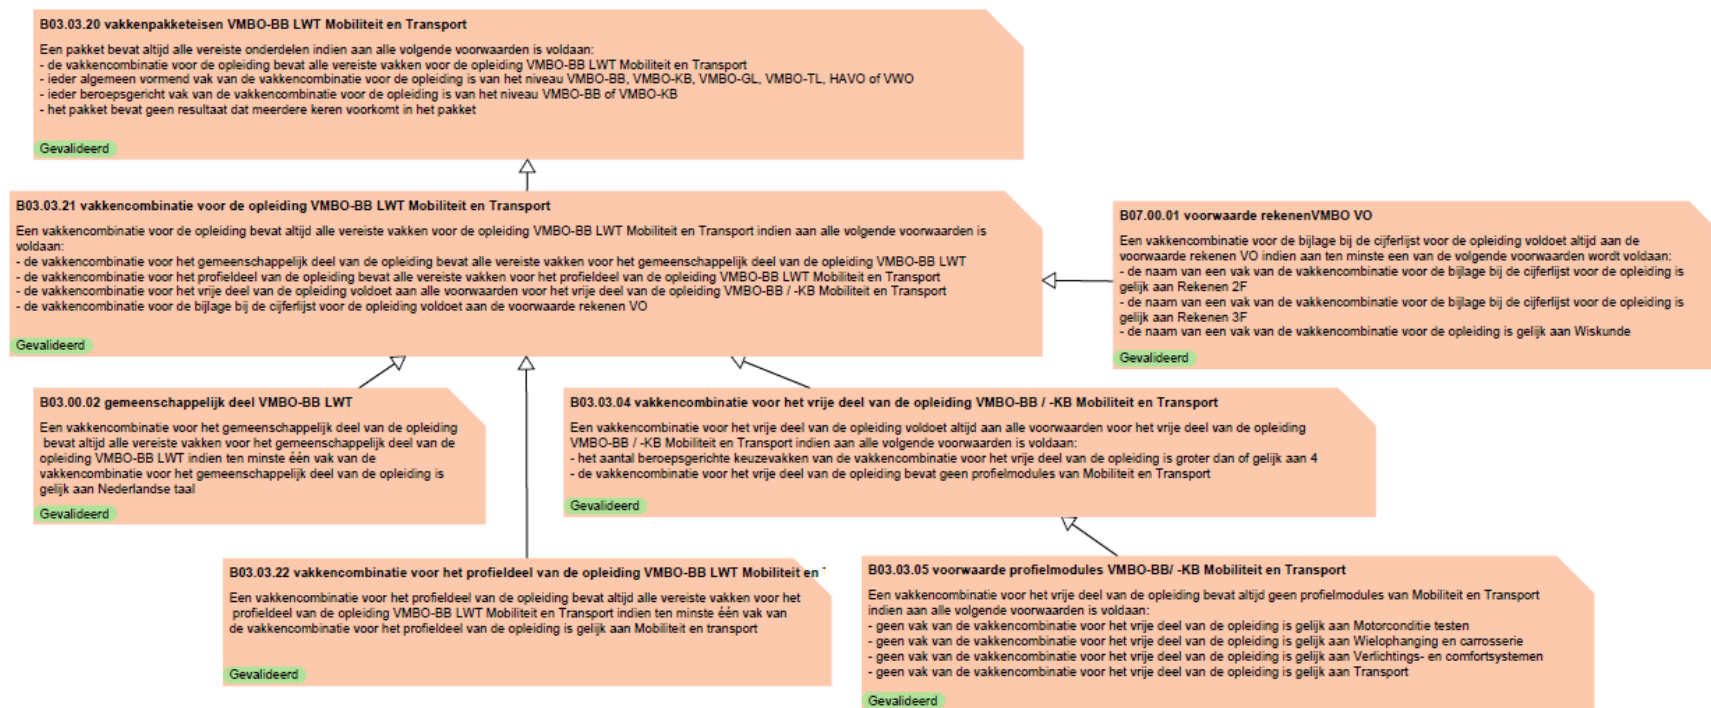 B03.03.20 vakkenpakketeisen VMBO-BB LWT Mobiliteit en Transport
Een pakket bevat altijd alle vereiste onderdelen indien aan alle volgende voorwaarden is voldaan:
- de vakkencombinatie voor de opleiding bevat alle vereiste vakken voor de opleiding VMBO-BB LWT Mobiliteit en Transport
- ieder algemeen vormend vak van de vakkencombinatie voor de opleiding is van het niveau VMBO-BB, VMBO-KB, VMBO-GL, VMBO-TL, HAVO of VWO
- ieder beroepsgericht vak van de vakkencombinatie voor de opleiding is van het niveau VMBO-BB of VMBO-KB
- het pakket bevat geen resultaat dat meerdere keren voorkomt in het pakket
Gevalideerd
B03.03.21 vakkencombinatie voor de opleiding VMBO-BB LWT Mobiliteit en Transport
Een vakkencombinatie voor de opleiding bevat altijd alle vereiste vakken voor de opleiding VMBO-BB LWT Mobiliteit en Transport indien aan alle volgende voorwaarden is
voldaan:
- de vakkencombinatie voor het gemeenschappelijk deel van de opleiding bevat alle vereiste vakken voor het gemeenschappelijk deel van de opleiding VMBO-BB LWT
- de vakkencombinatie voor het profieldeel van de opleiding bevat alle vereiste vakken voor het profieldeel van de opleiding VMBO-BB LWT Mobiliteit en Transport
- de vakkencombinatie voor het vrije deel van de opleiding voldoet aan alle voorwaarden voor het vrije deel van de opleiding VMBO-BB / -KB Mobiliteit en Transport
- de vakkencombinatie voor de bijlage bij de cijferlijst voor de opleiding voldoet aan de voorwaarde rekenen VO
Gevalideerd
B07.00.01 voorwaarde rekenenVMBO VO
Een vakkencombinatie voor de bijlage bij de cijferlijst voor de opleiding voldoet altijd aan de
voorwaarde rekenen VO indien aan ten minste een van de volgende voorwaarden wordt voldaan:
- de naam van een vak van de vakkencombinatie voor de bijlage bij de cijferlijst voor de opleiding is
gelijk aan Rekenen 2F
- de naam van een vak van de vakkencombinatie voor de bijlage bij de cijferlijst voor de opleiding is
gelijk aan Rekenen 3F
- de naam van een vak van de vakkencombinatie voor de opleiding is gelijk aan Wiskunde
Gevalideerd
B03.00.02 gemeenschappelijk deel VMBO-BB LWT
Een vakkencombinatie voor het gemeenschappelijk deel van de opleiding
bevat altijd alle vereiste vakken voor het gemeenschappelijk deel van de
opleiding VMBO-BB LWT indien ten minste één vak van de
vakkencombinatie voor het gemeenschappelijk deel van de opleiding is
gelijk aan Nederlandse taal
Gevalideerd
B03.03.04 vakkencombinatie voor het vrije deel van de opleiding VMBO-BB / -KB Mobiliteit en Transport
Een vakkencombinatie voor het vrije deel van de opleiding voldoet altijd aan alle voorwaarden voor het vrije deel van de opleiding
VMBO-BB / -KB Mobiliteit en Transport indien aan alle volgende voorwaarden is voldaan:
- het aantal beroepsgerichte keuzevakken van de vakkencombinatie voor het vrije deel van de opleiding is groter dan of gelijk aan 4
- de vakkencombinatie voor het vrije deel van de opleiding bevat geen profielmodules van Mobiliteit en Transport
Gevalideerd
B03.03.22 vakkencombinatie voor het profieldeel van de opleiding VMBO-BB LWT Mobiliteit en
Een vakkencombinatie voor het profieldeel van de opleiding bevat altijd alle vereiste vakken voor het
profieldeel van de opleiding VMBO-BB LWT Mobiliteit en Transport indien ten minste één vak van
de vakkencombinatie voor het profieldeel van de opleiding is gelijk aan Mobiliteit en transport
Gevalideerd
B03.03.05 voorwaarde profielmodules VMBO-BB/ -KB Mobiliteit en Transport
Een vakkencombinatie voor het vrije deel van de opleiding bevat altijd geen profielmodules van Mobiliteit en Transport
indien aan alle volgende voorwaarden is voldaan:
- geen vak van de vakkencombinatie voor het vrije deel van de opleiding is gelijk aan Motorconditie testen
- geen vak van de vakkencombinatie voor het vrije deel van de opleiding is gelijk aan Wielophanging en carrosserie
- geen vak van de vakkencombinatie voor het vrije deel van de opleiding is gelijk aan Verlichtings- en comfortsystemen
- geen vak van de vakkencombinatie voor het vrije deel van de opleiding is gelijk aan Transport
Gevalideerd